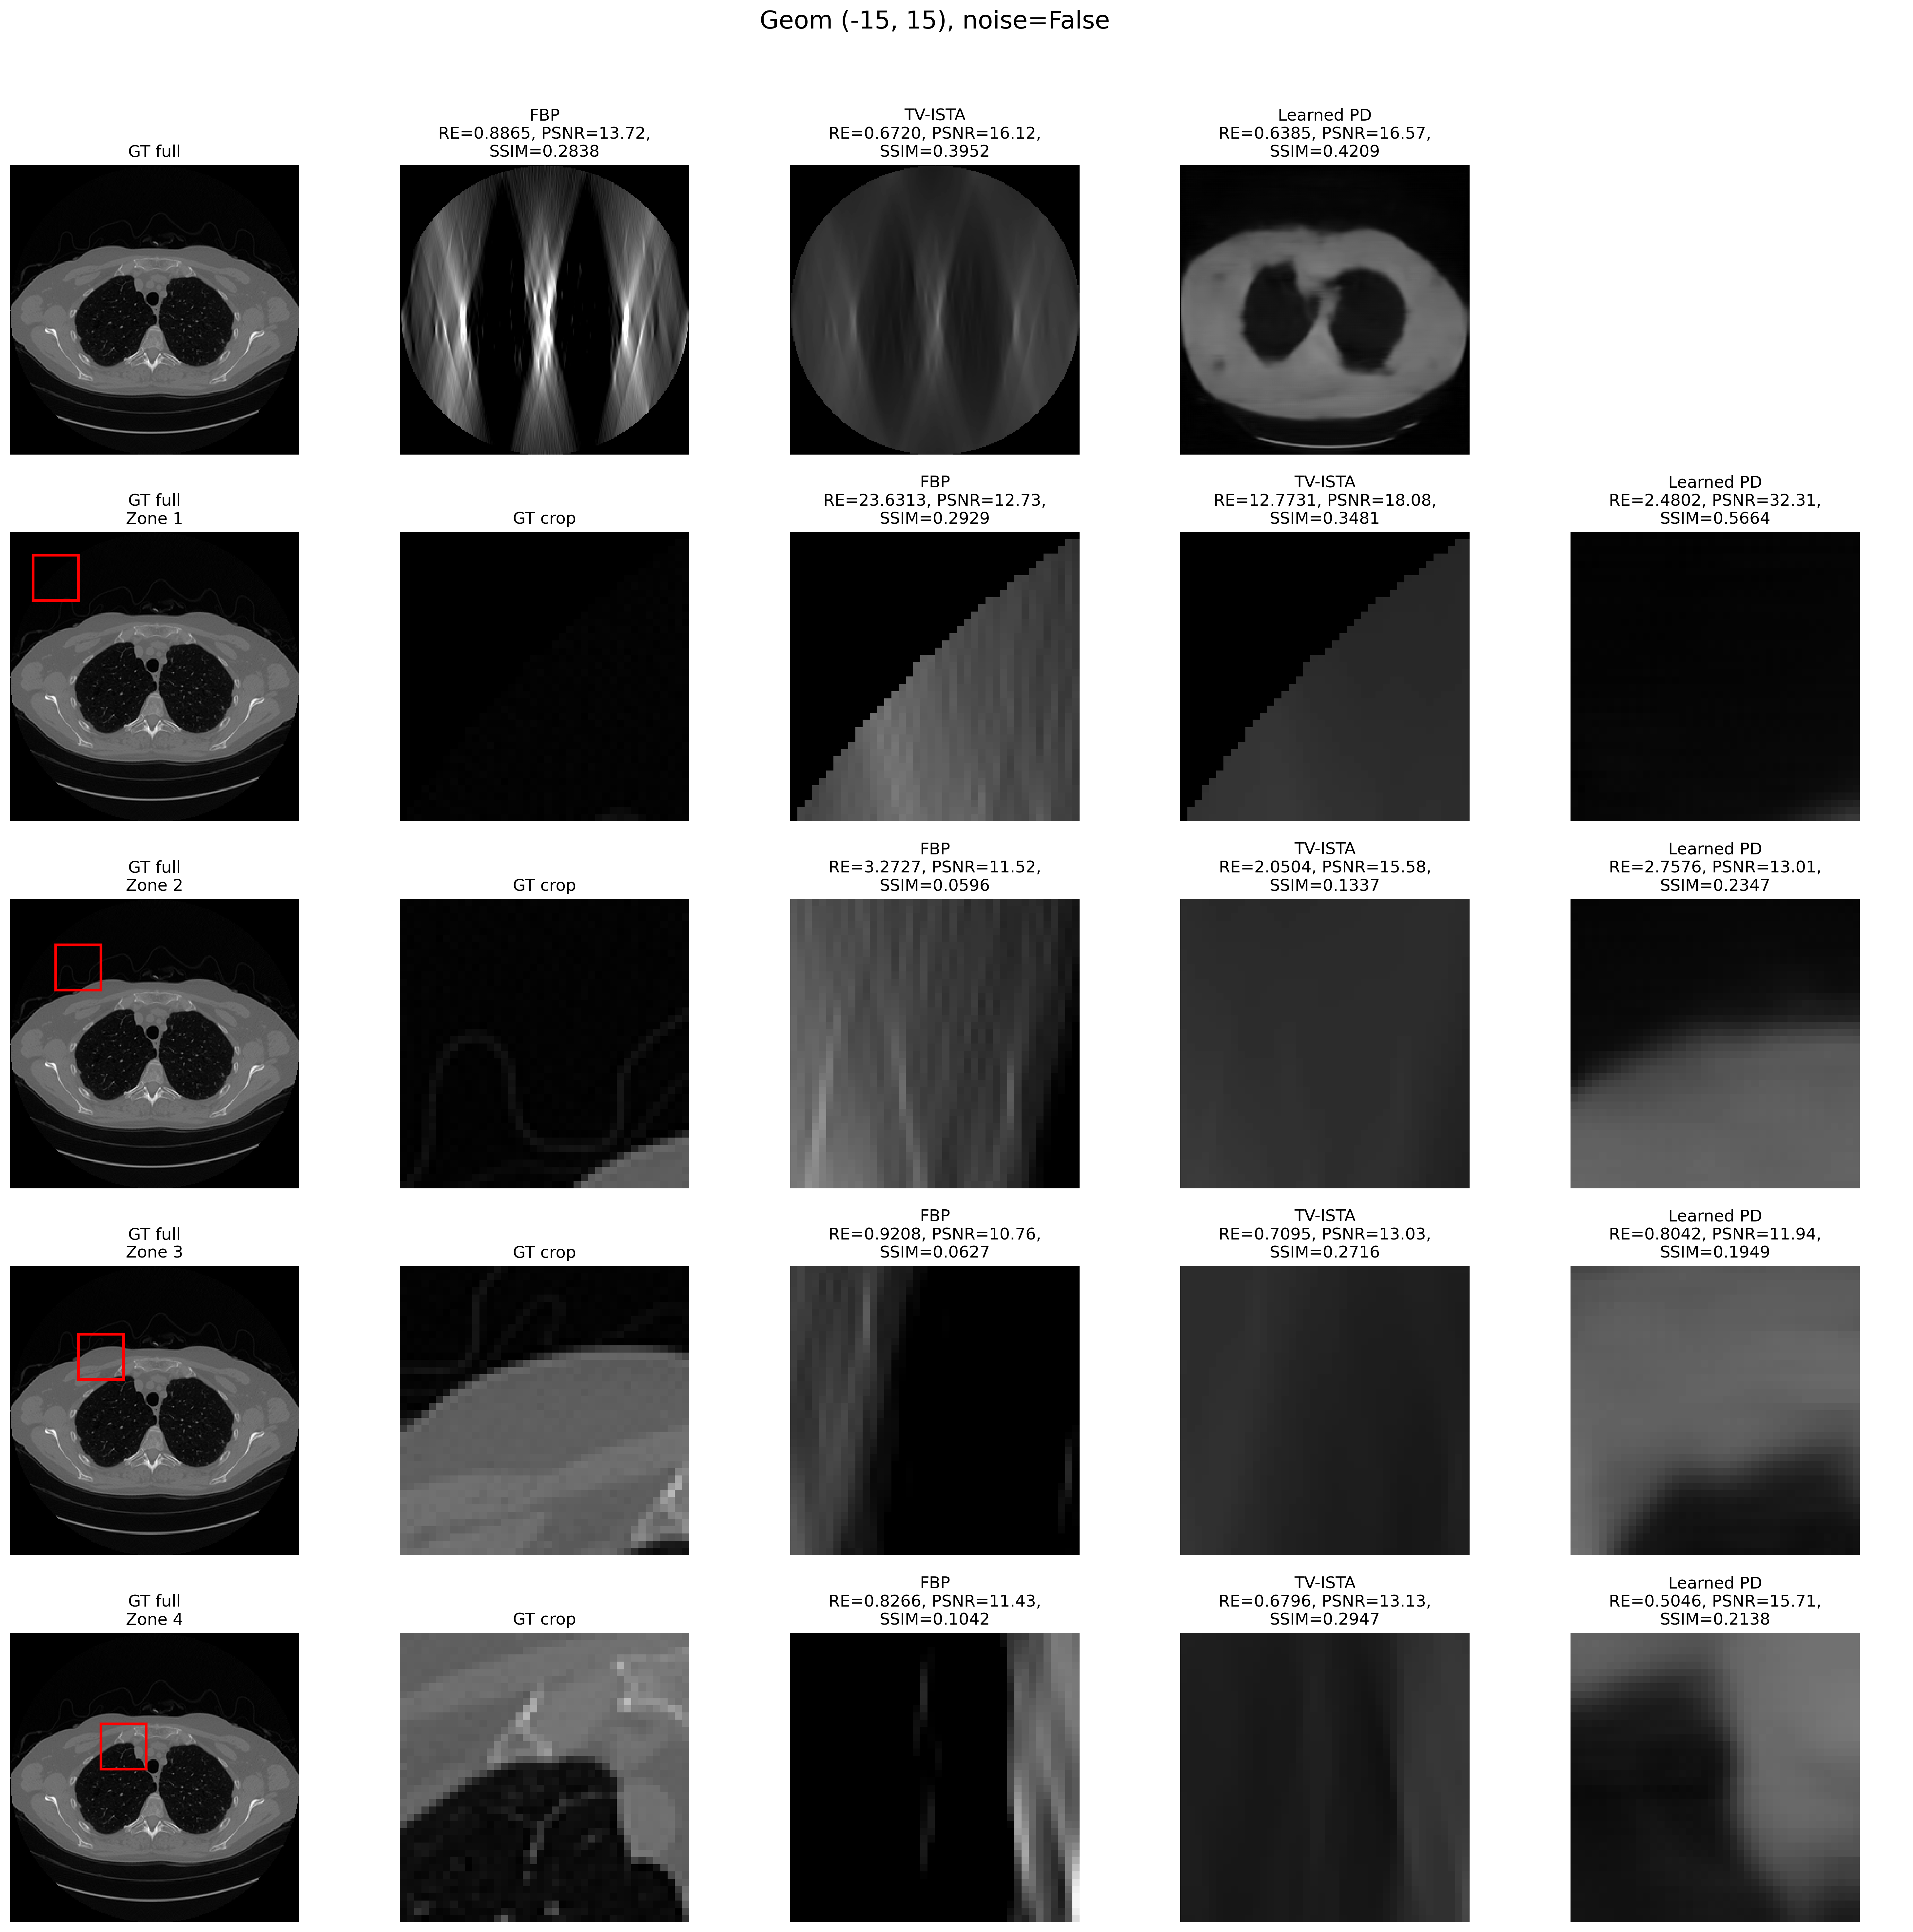 Geom (-15, 15), noise=False
GT full
FBP
RE=0.8865, PSNR=13.72,
SSIM=0.2838
TV-ISTA
RE=0.6720, PSNR=16.12,
SSIM=0.3952
Learned PD
RE=0.6385, PSNR=16.57,
SSIM=0.4209
GT full
Zone 1
GT crop
FBP
RE=23.6313, PSNR=12.73,
SSIM=0.2929
TV-ISTA
RE=12.7731, PSNR=18.08,
SSIM=0.3481
Learned PD
RE=2.4802, PSNR=32.31,
SSIM=0.5664
GT full
Zone 2
GT crop
FBP
RE=3.2727, PSNR=11.52,
SSIM=0.0596
TV-ISTA
RE=2.0504, PSNR=15.58,
SSIM=0.1337
Learned PD
RE=2.7576, PSNR=13.01,
SSIM=0.2347
GT full
Zone 3
GT crop
FBP
RE=0.9208, PSNR=10.76,
SSIM=0.0627
TV-ISTA
RE=0.7095, PSNR=13.03,
SSIM=0.2716
Learned PD
RE=0.8042, PSNR=11.94,
SSIM=0.1949
GT full
Zone 4
GT crop
FBP
RE=0.8266, PSNR=11.43,
SSIM=0.1042
TV-ISTA
RE=0.6796, PSNR=13.13,
SSIM=0.2947
Learned PD
RE=0.5046, PSNR=15.71,
SSIM=0.2138